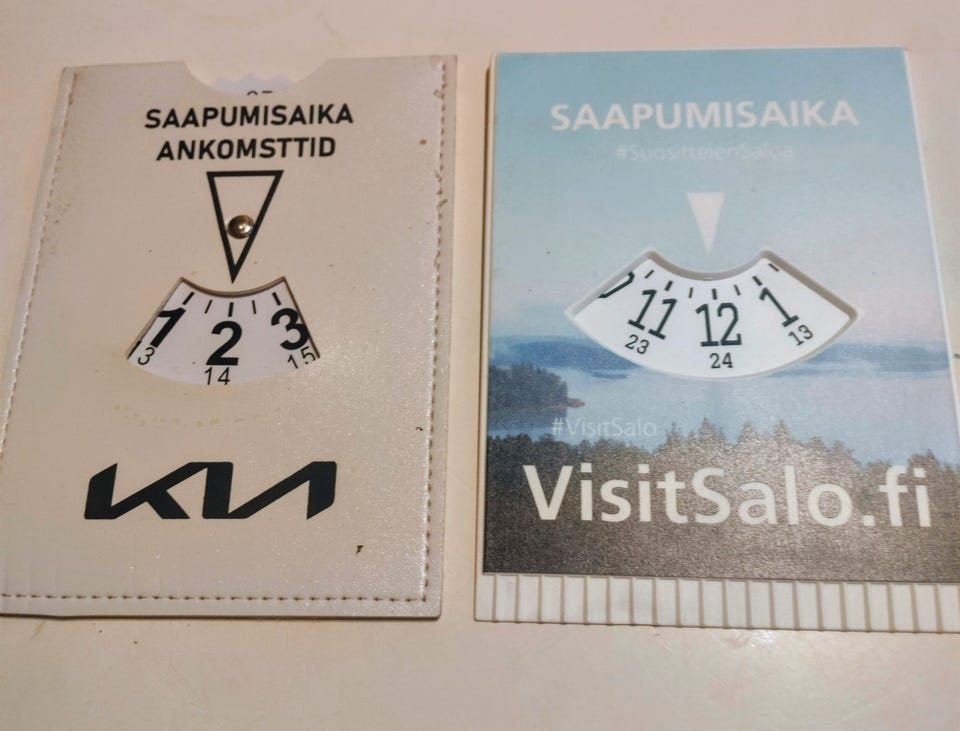 SAAPUMISAIKA
ANKOMSTTID
1 2 3
14 15
KIA
SAAPUMISAIKA
#SuosittelenSaloa
11 12 1
23 24 13
#VisitSalo
VisitSalo.fi